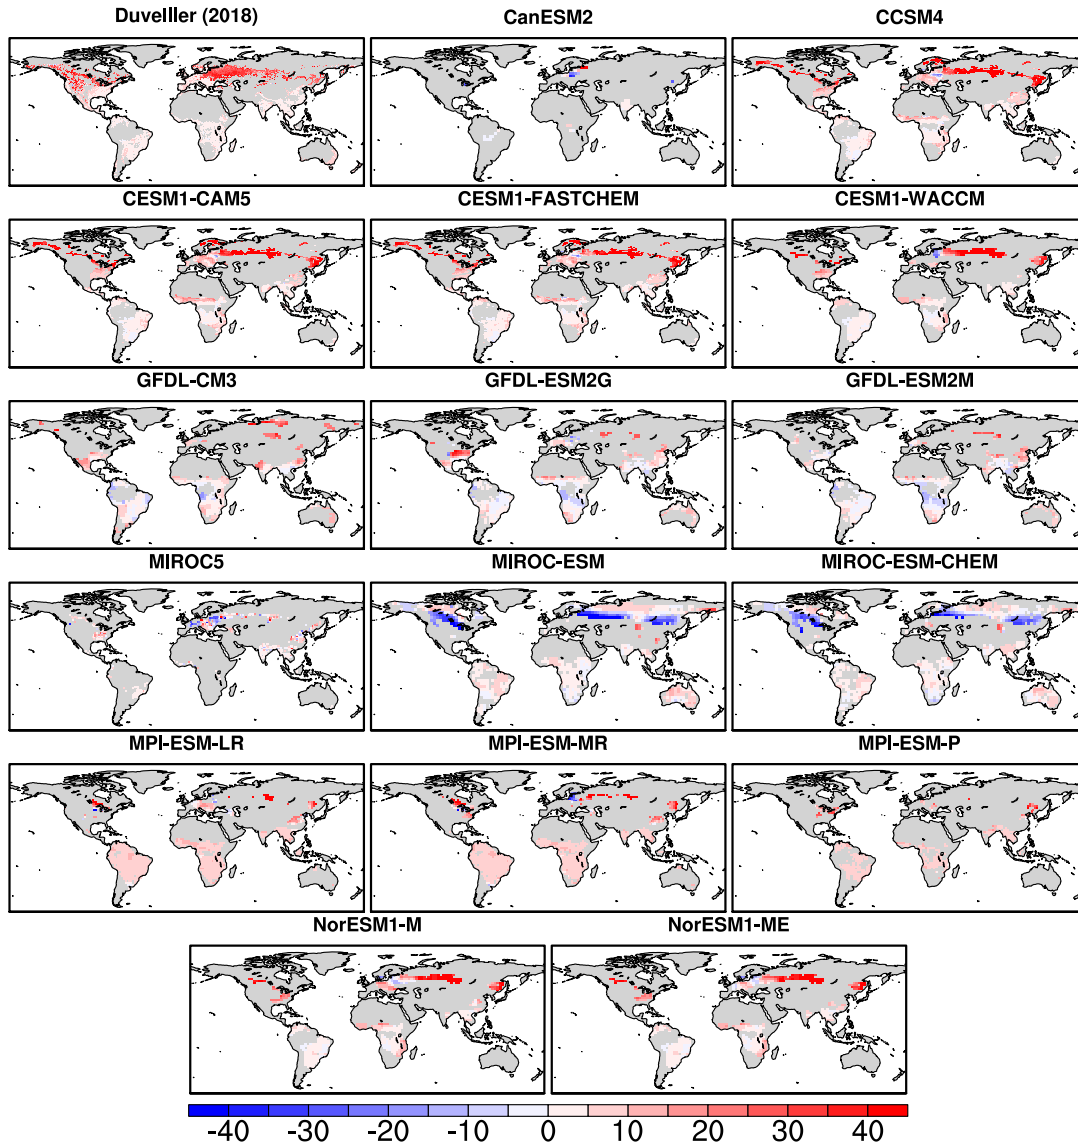 Duvelller (2018) CanESM2 CCSM4
CESM1-CAM5 CESM1-FASTCHEM CESM1-WACCM
GFDL-CM3 GFDL-ESM2G GFDL-ESM2M
MIROC5 MIROC-ESM MIROC-ESM-CHEM
MPI-ESM-LR MPI-ESM-MR MPI-ESM-P
NorESM1-M NorESM1-ME
-40 -30 -20 -10 0 10 20 30 40